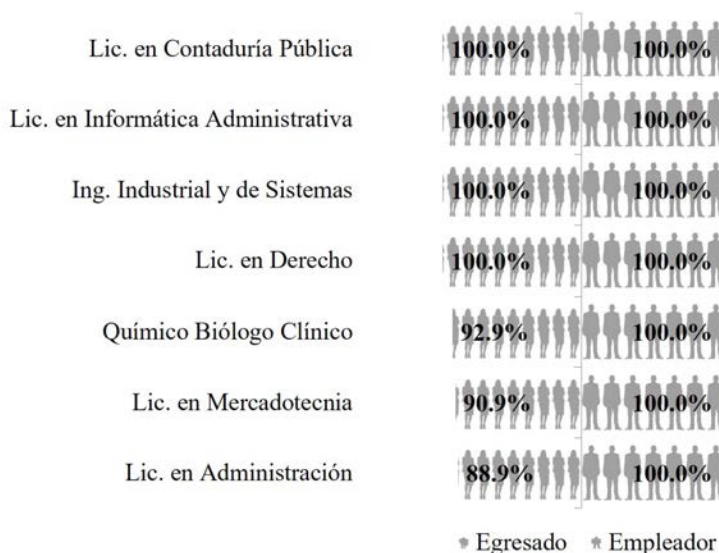 Lic. en Contaduría Pública 100.0% 100.0%
Lic. en Informática Administrativa 100.0% 100.0%
Ing. Industrial y de Sistemas 100.0% 100.0%
Lic. en Derecho 100.0% 100.0%
Químico Biólogo Clínico 92.9% 100.0%
Lic. en Mercadotecnia 90.9% 100.0%
Lic. en Administración 88.9% 100.0%
Egresado Empleador